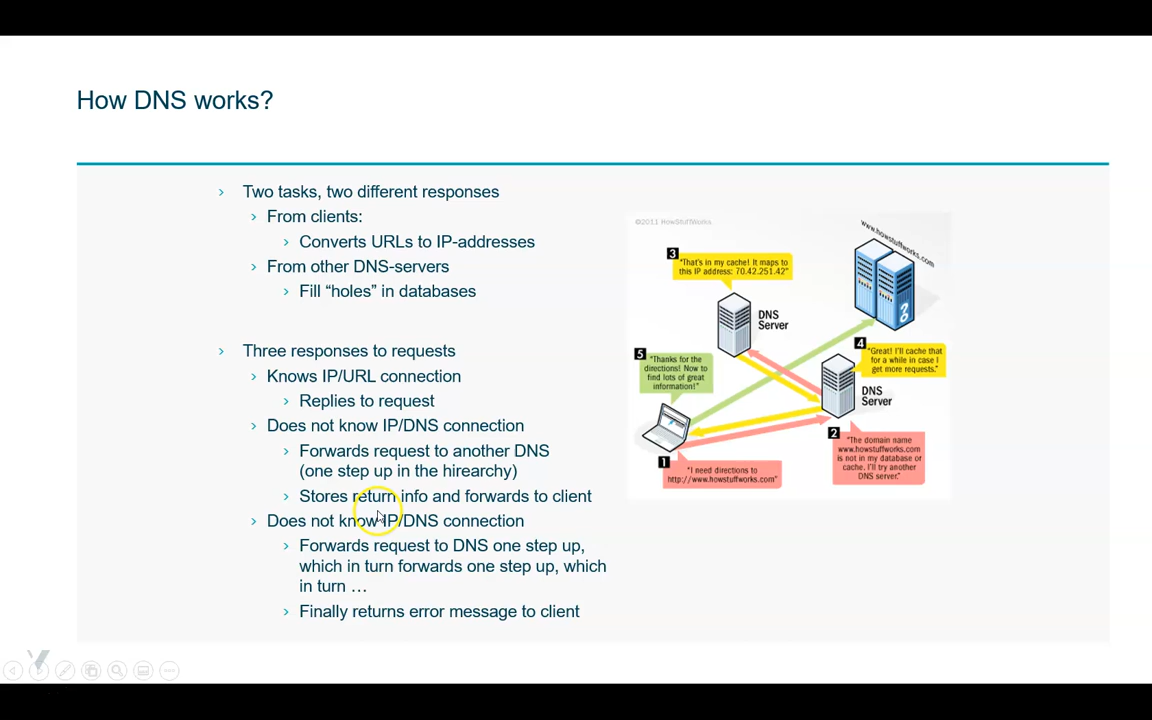 How DNS works?
› Two tasks, two different responses
› From clients:
› Converts URLs to IP-addresses
› From other DNS-servers
› Fill “holes” in databases
› Three responses to requests
› Knows IP/URL connection
› Replies to request
› Does not know IP/DNS connection
› Forwards request to another DNS
(one step up in the hirearchy)
› Stores return info and forwards to client
› Does not know IP/DNS connection
› Forwards request to DNS one step up,
which in turn forwards one step up, which
in turn …
› Finally returns error message to client
©2011 HowStuffWorks
www.howstuffworks.com
3
"That's in my cache! It maps to
this IP address: 70.42.251.42"
DNS
Server
4
"Great! I'll cache that
for a while in case I
get more requests."
5
"Thanks for the
directions! Now to
find lots of great
information!"
DNS
Server
2
"The domain name
www.howstuffworks.com
is not in my database or
cache. I'll try another
DNS server."
1
"I need directions to
http://www.howstuffworks.com"